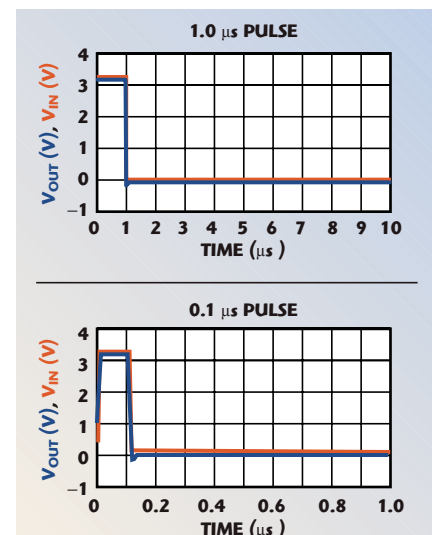 1.0 μs PULSE
4
3
2
1
0
−1
VOUT (V), VIN (V)
0 1 2 3 4 5 6 7 8 9 10
TIME (μs )
0.1 μs PULSE
4
3
2
1
0
−1
VOUT (V), VIN (V)
0 0.2 0.4 0.6 0.8 1.0
TIME (μs )